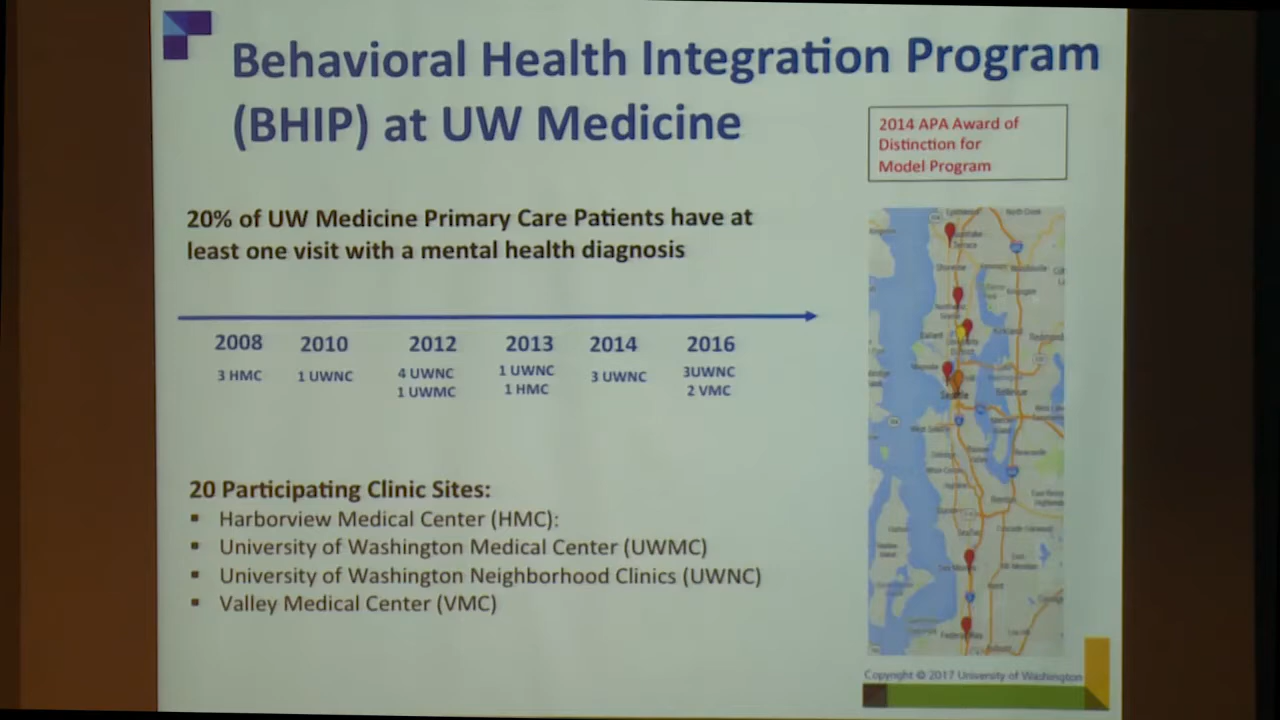 Behavioral Health Integration Program
(BHIP) at UW Medicine
2014 APA Award of
Distinction for
Model Program
20% of UW Medicine Primary Care Patients have at
least one visit with a mental health diagnosis
2008
2010
2012
2013
2014
2016
3 HMC
1 UWNC
4 UWNC
1 UWMC
1 UWNC
1 HMC
3 UWNC
3UWNC
2 VMC
20 Participating Clinic Sites:
▪ Harborview Medical Center (HMC):
▪ University of Washington Medical Center (UWMC)
▪ University of Washington Neighborhood Clinics (UWNC)
▪ Valley Medical Center (VMC)
North Creek
Kirkland
Seattle
Copyright © 2017 University of Washington